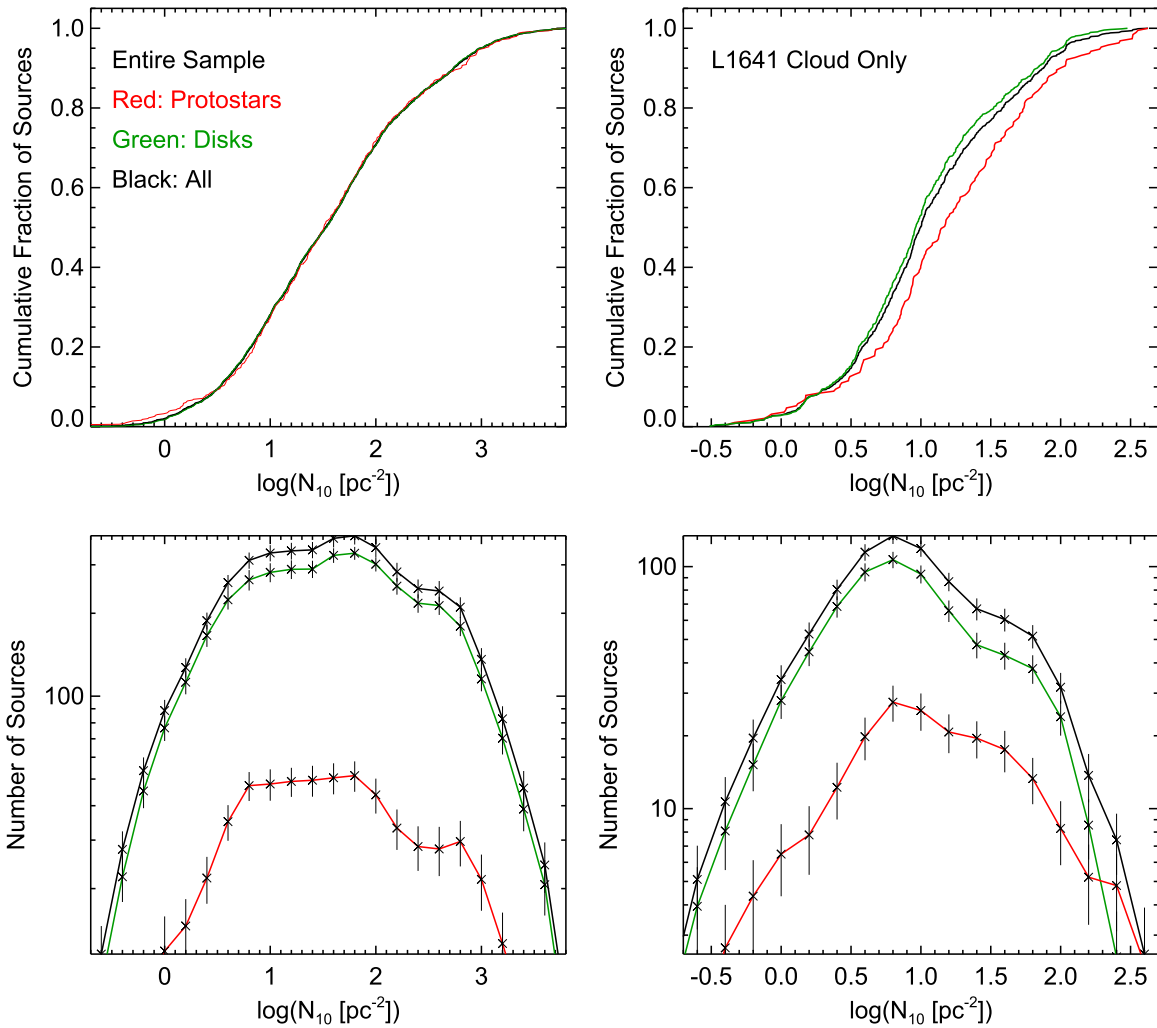 Cumulative Fraction of Sources
1.0
0.8
0.6
0.4
0.2
0.0
Entire Sample
Red: Protostars
Green: Disks
Black: All
0 1 2 3
log(N10 [pc-2])
Cumulative Fraction of Sources
1.0
0.8
0.6
0.4
0.2
0.0
L1641 Cloud Only
-0.5 0.0 0.5 1.0 1.5 2.0 2.5
log(N10 [pc-2])
Number of Sources
100
0 1 2 3
log(N10 [pc-2])
Number of Sources
100
10
-0.5 0.0 0.5 1.0 1.5 2.0 2.5
log(N10 [pc-2])